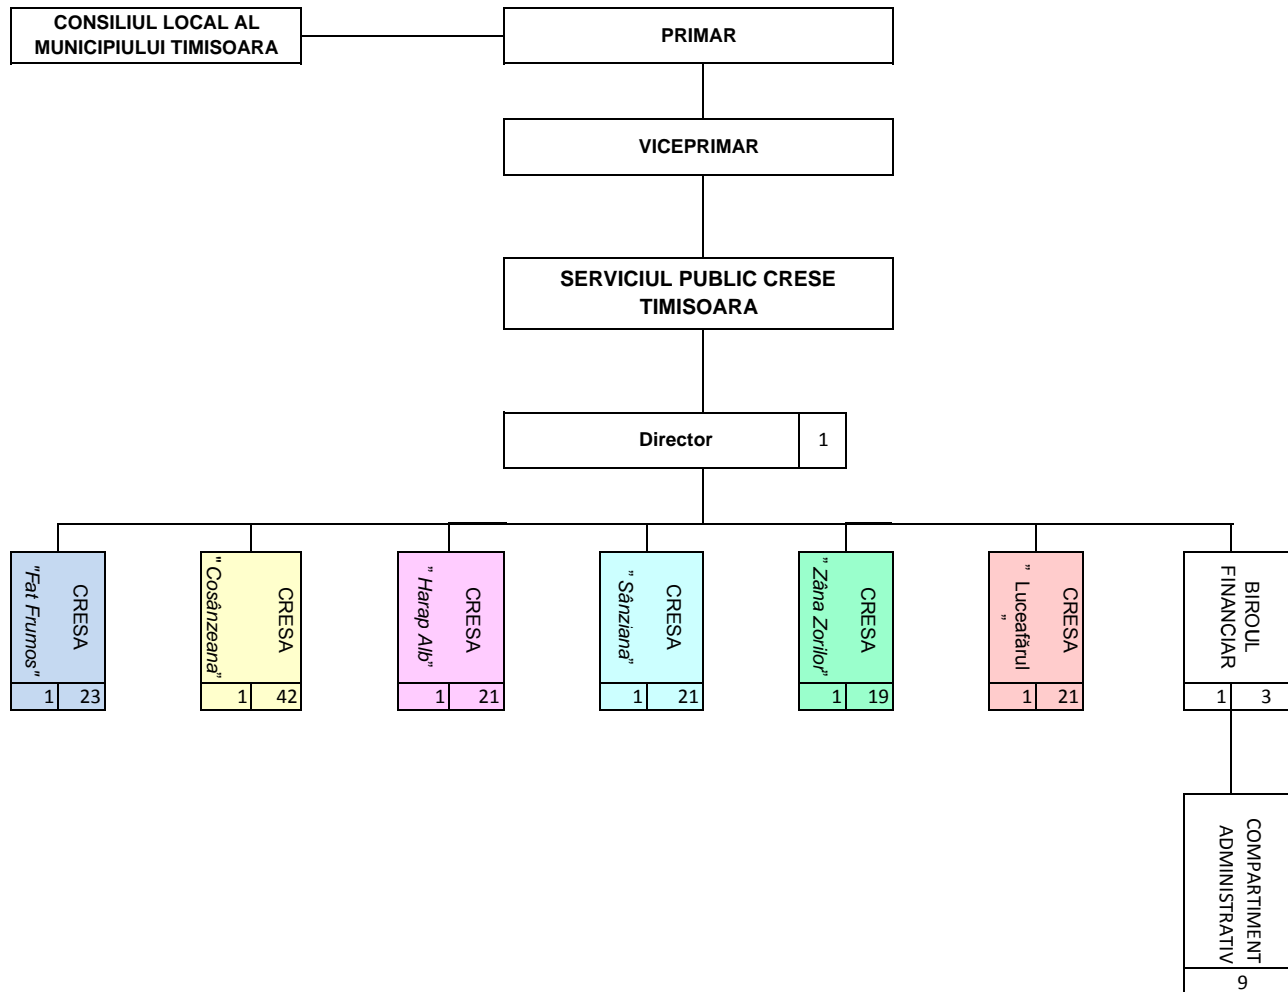 CONSILIUL LOCAL AL
MUNICIPIULUI TIMISOARA
PRIMAR
VICEPRIMAR
SERVICIUL PUBLIC CRESE
TIMISOARA
Director
1
CRESA
"Fat Frumos"
1 23
CRESA
" Cosânzeana"
1 42
CRESA
" Harap Alb"
1 21
CRESA
" Sânziana"
1 21
CRESA
" Zâna Zorilor"
1 19
CRESA
" Luceafărul
"
1 21
BIROUL
FINANCIAR
1 3
COMPARTIMENT
ADMINISTRATIV
9